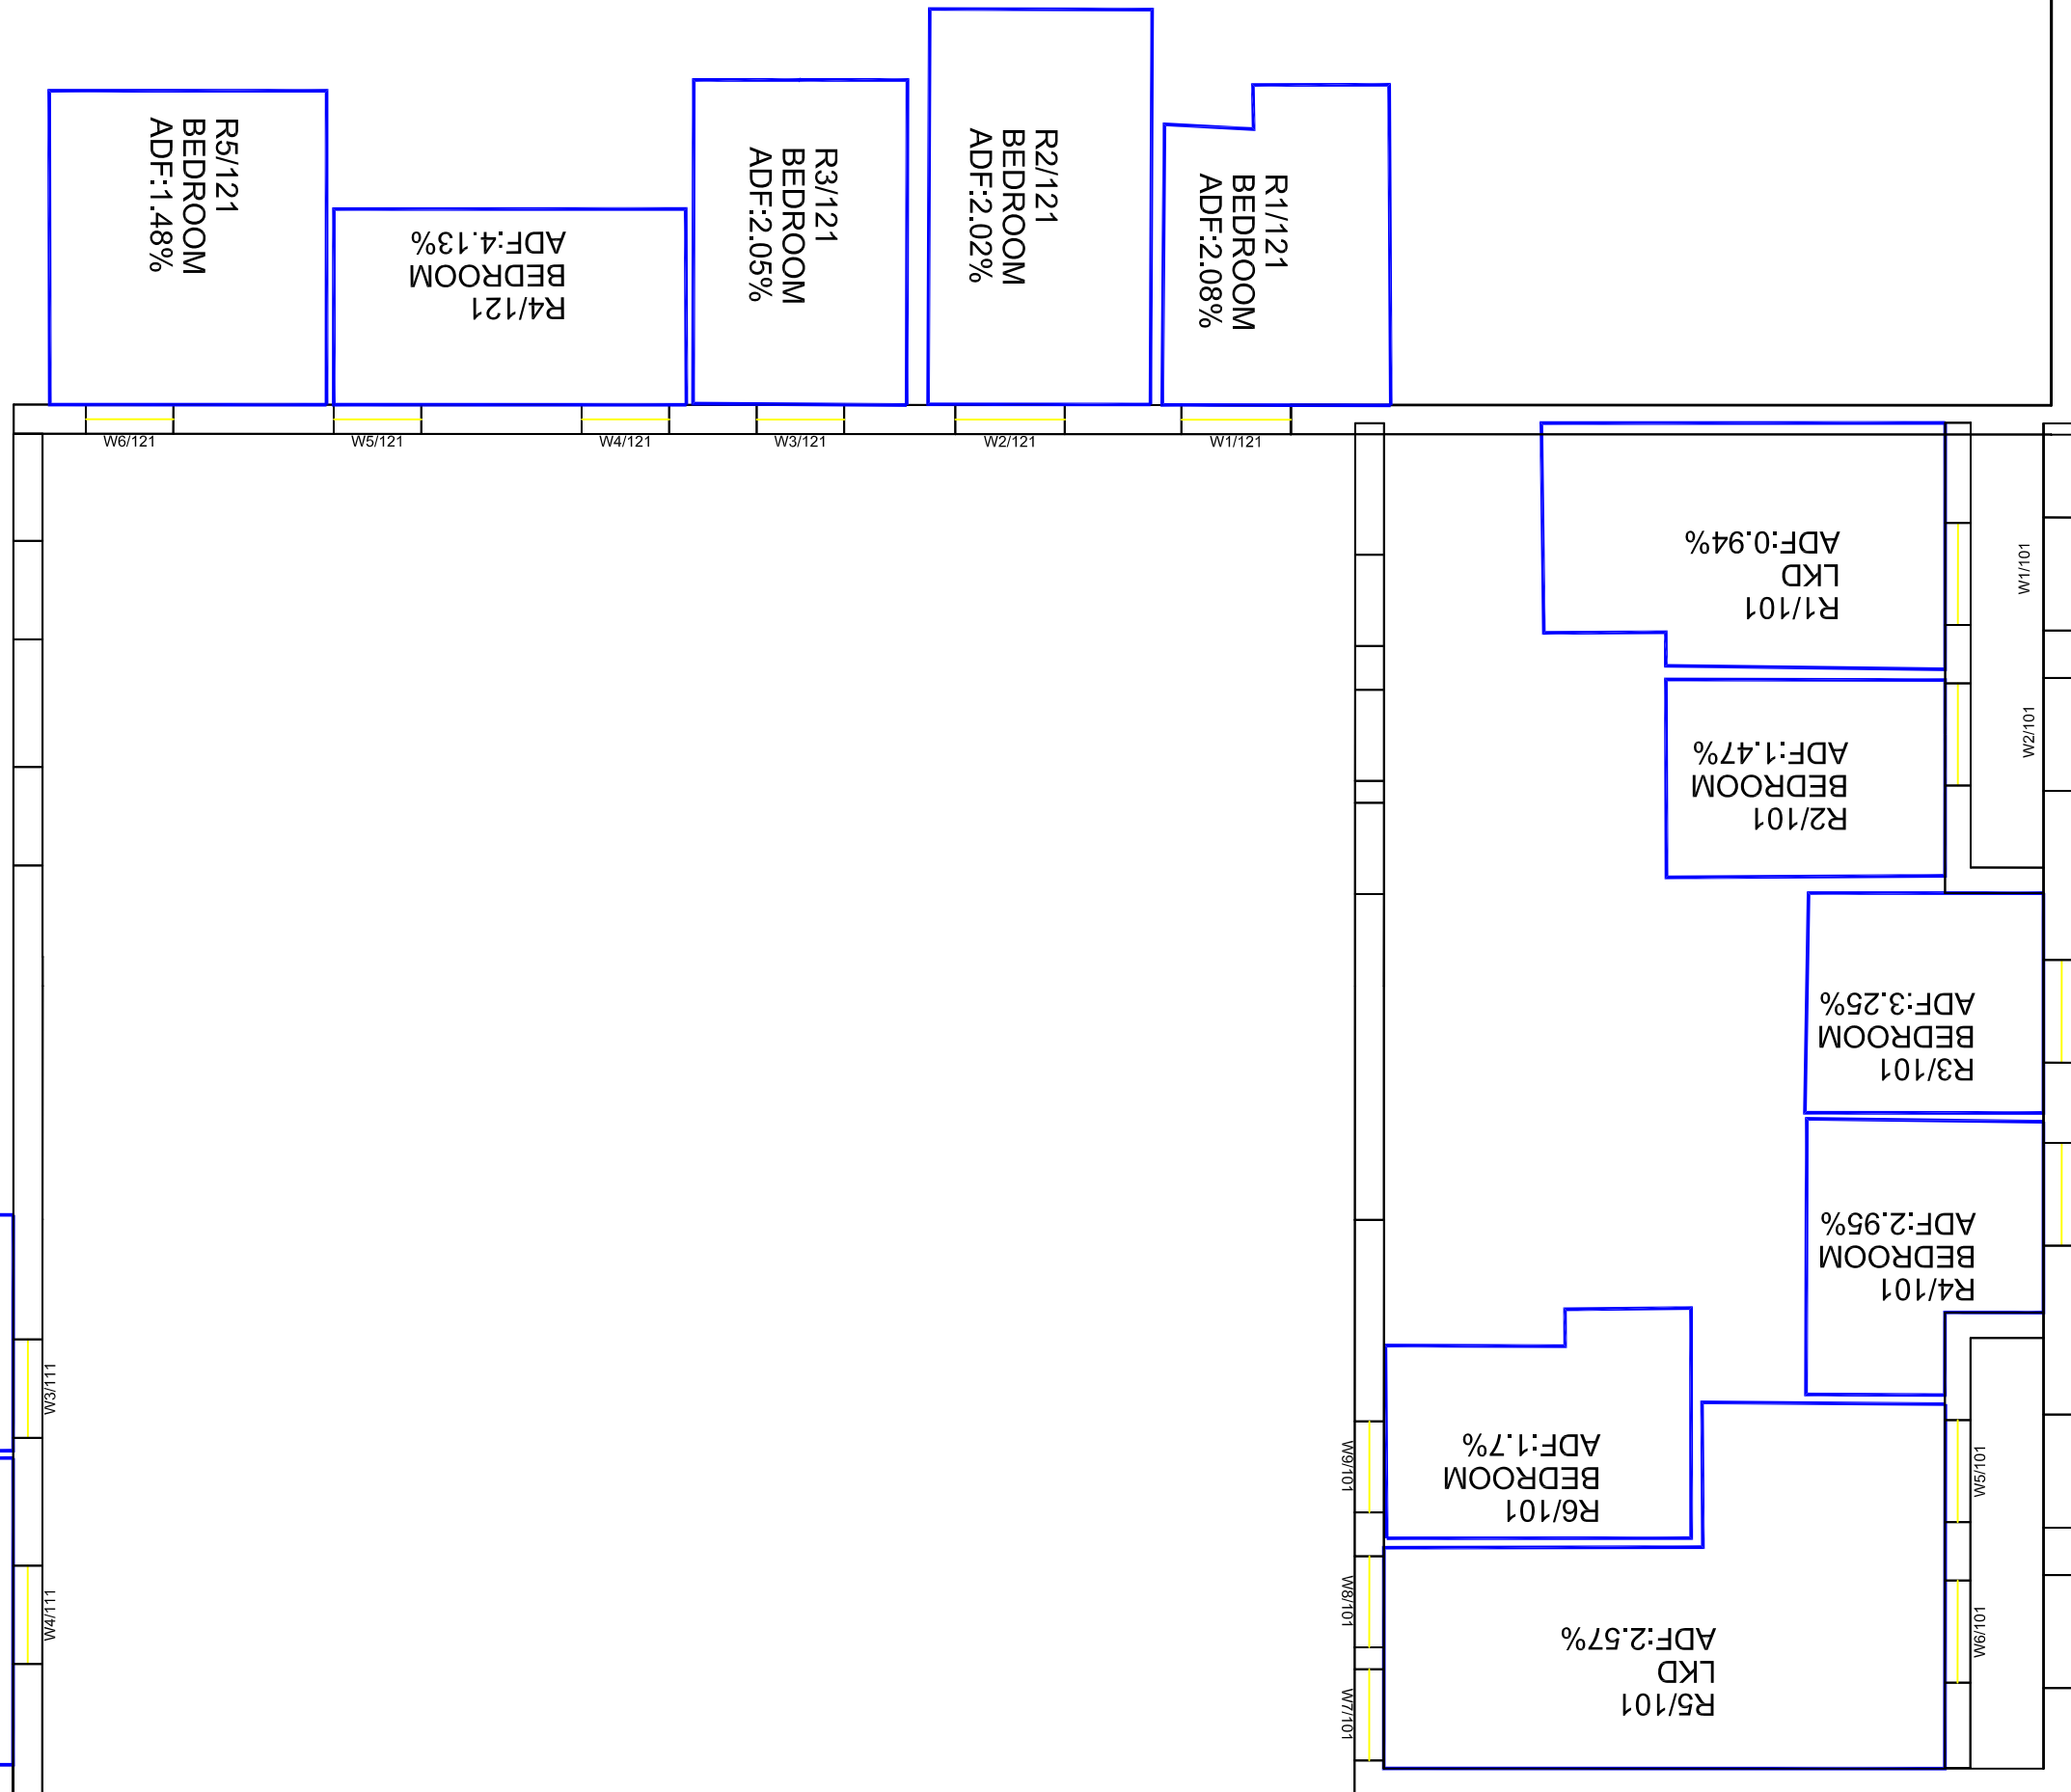 R5/121
BEDROOM
ADF:1.48%
R4/121
BEDROOM
ADF:4.13%
R3/121
BEDROOM
ADF:2.05%
R2/121
BEDROOM
ADF:2.02%
R1/121
BEDROOM
ADF:2.08%
W6/121
W5/121
W4/121
W3/121
W2/121
W1/121
R1/101
LKD
ADF:0.94%
W1/101
R2/101
BEDROOM
ADF:1.47%
W2/101
R3/101
BEDROOM
ADF:3.25%
R4/101
BEDROOM
ADF:2.95%
W3/111
W9/101
R6/101
BEDROOM
ADF:1.7%
W5/101
W4/111
W8/101
W7/101
R5/101
LKD
ADF:2.57%
W6/101